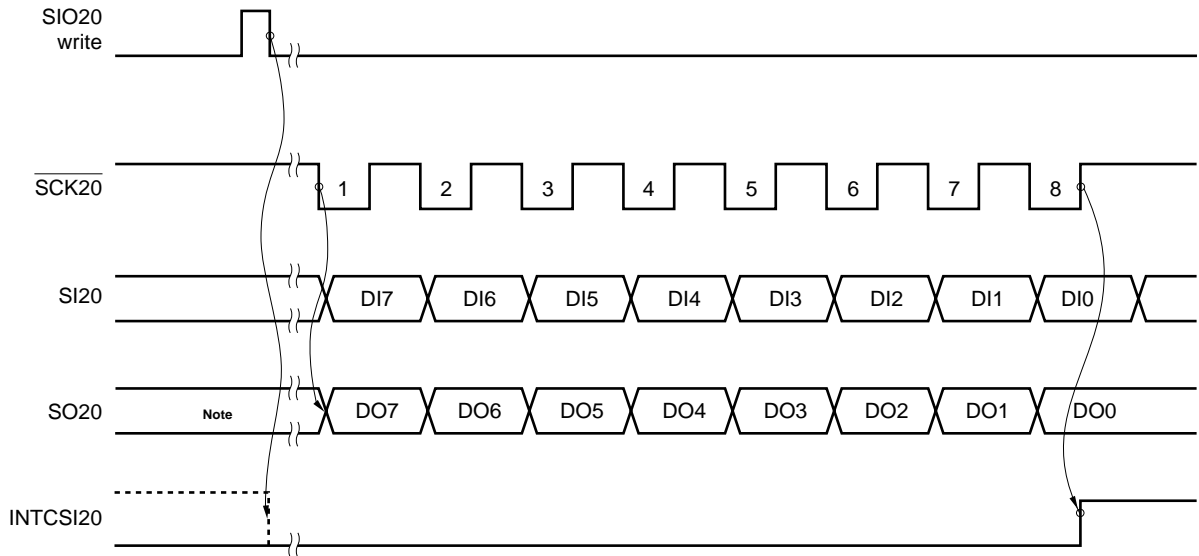 SIO20
write
SCK20
1 2 3 4 5 6 7 8
SI20
DI7 DI6 DI5 DI4 DI3 DI2 DI1 DI0
SO20
Note
DO7 DO6 DO5 DO4 DO3 DO2 DO1 DO0
INTCSI20